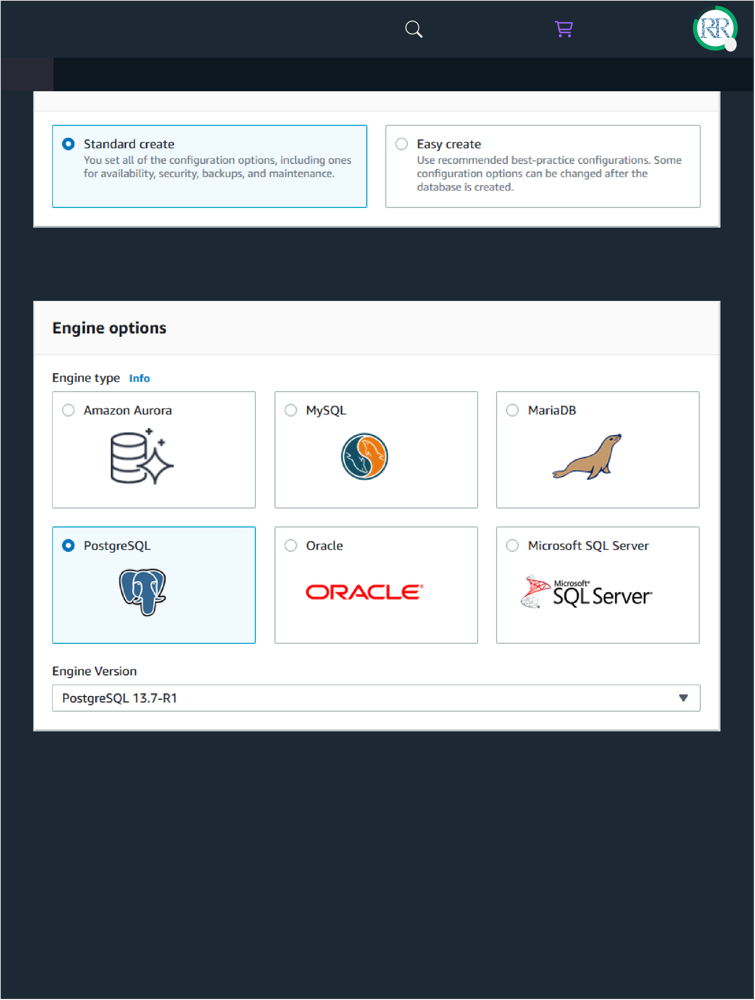 RR
Standard create
You set all of the configuration options, including ones
for availability, security, backups, and maintenance.
Easy create
Use recommended best-practice configurations. Some
configuration options can be changed after the
database is created.
Engine options
Engine type Info
Amazon Aurora
MySQL
MariaDB
PostgreSQL
Oracle
ORACLE®
Microsoft SQL Server
Microsoft®
SQL Server®
Engine Version
PostgreSQL 13.7-R1